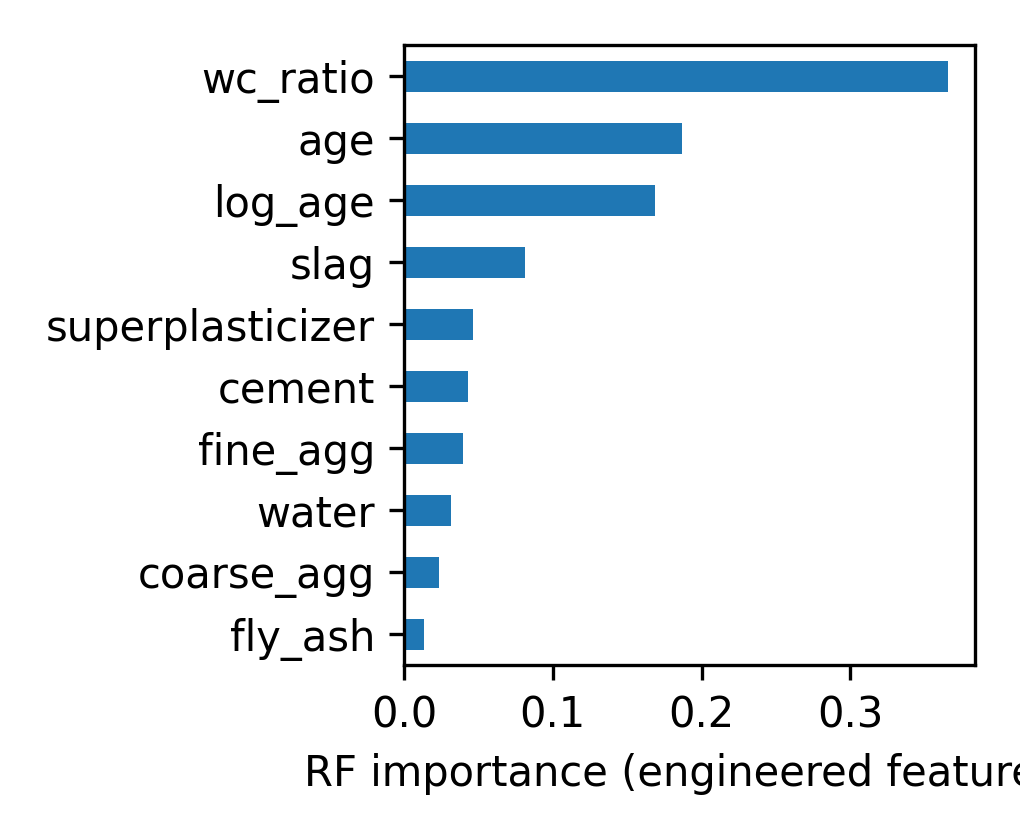 wc_ratio
age
log_age
slag
superplasticizer
cement
fine_agg
water
coarse_agg
fly_ash
0.0 0.1 0.2 0.3
RF importance (engineered feature